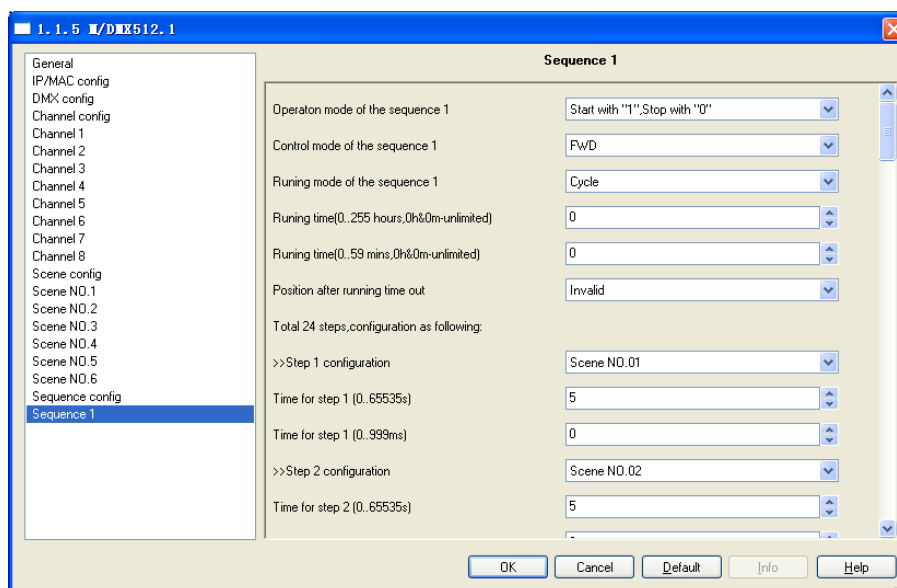 1.1.5 M/DMX512.1
General
IP/MAC config
DMX config
Channel config
Channel 1
Channel 2
Channel 3
Channel 4
Channel 5
Channel 6
Channel 7
Channel 8
Scene config
Scene NO.1
Scene NO.2
Scene NO.3
Scene NO.4
Scene NO.5
Scene NO.6
Sequence config
Sequence 1
Sequence 1
Operaton mode of the sequence 1 Start with "1",Stop with "0"
Control mode of the sequence 1 FWD
Runing mode of the sequence 1 Cycle
Runing time(0..255 hours,0h&0m-unlimited) 0
Runing time(0..59 mins,0h&0m-unlimited) 0
Position after running time out Invalid
Total 24 steps,configuration as following:
>>Step 1 configuration Scene NO.01
Time for step 1 (0..65535s) 5
Time for step 1 (0..999ms) 0
>>Step 2 configuration Scene NO.02
Time for step 2 (0..65535s) 5
OK Cancel Default Info Help